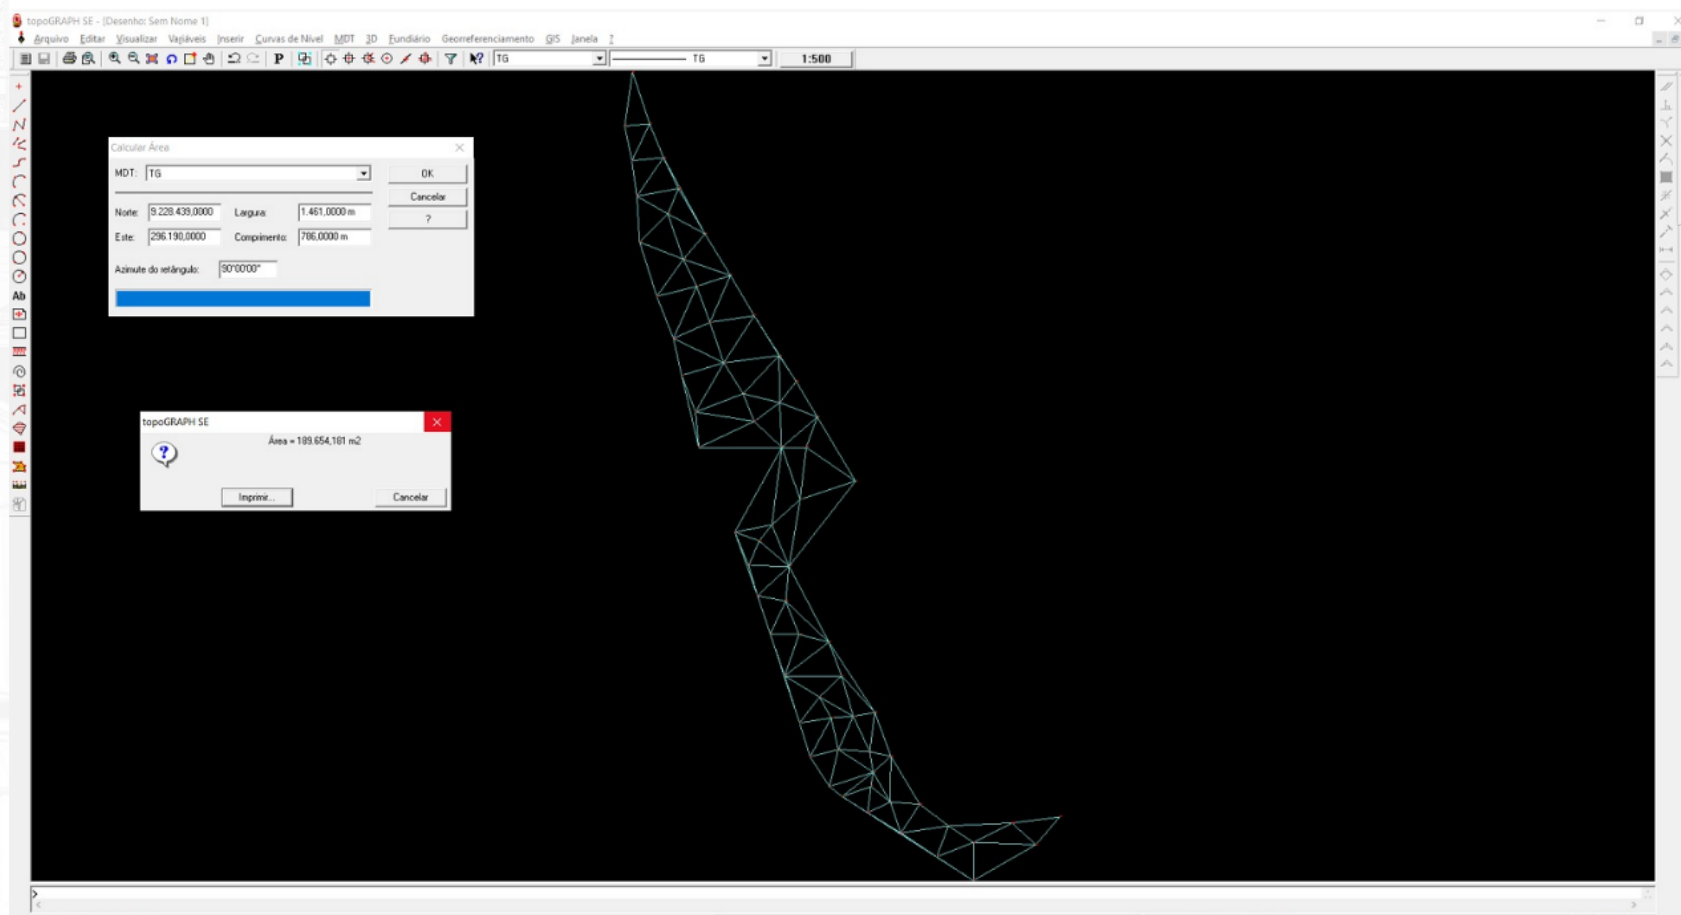 topoGRAPH SE - [Desenho: Sem Nome 1]
Arquivo Editar Visualizar Variáveis Inserir Curvas de Nível MDT 3D Fundiário Georreferenciamento GIS Janela ?
P TG TG 1:500
Calcular Área
MDT: TG OK
Cancelar
Norte: 9.228.439,0000 Largura: 1.461,0000 m ?
Este: 296.190,0000 Comprimento: 786,0000 m
Azimute do retângulo: 90°00'00"
Ab
topoGRAPH SE
Área = 189.654,181 m2
Imprimir... Cancelar